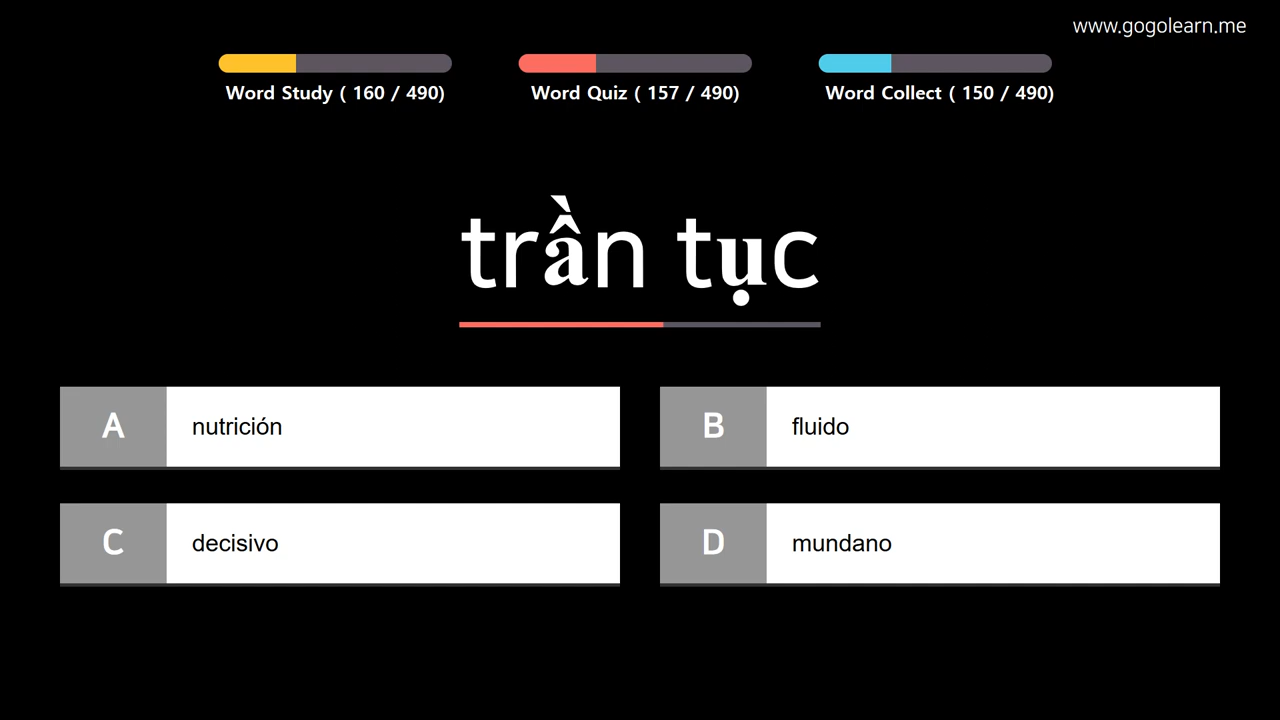 www.gogolearn.me
Word Study ( 160 / 490)
Word Quiz ( 157 / 490)
Word Collect ( 150 / 490)
trần tục
A nutrición
B fluido
C decisivo
D mundano